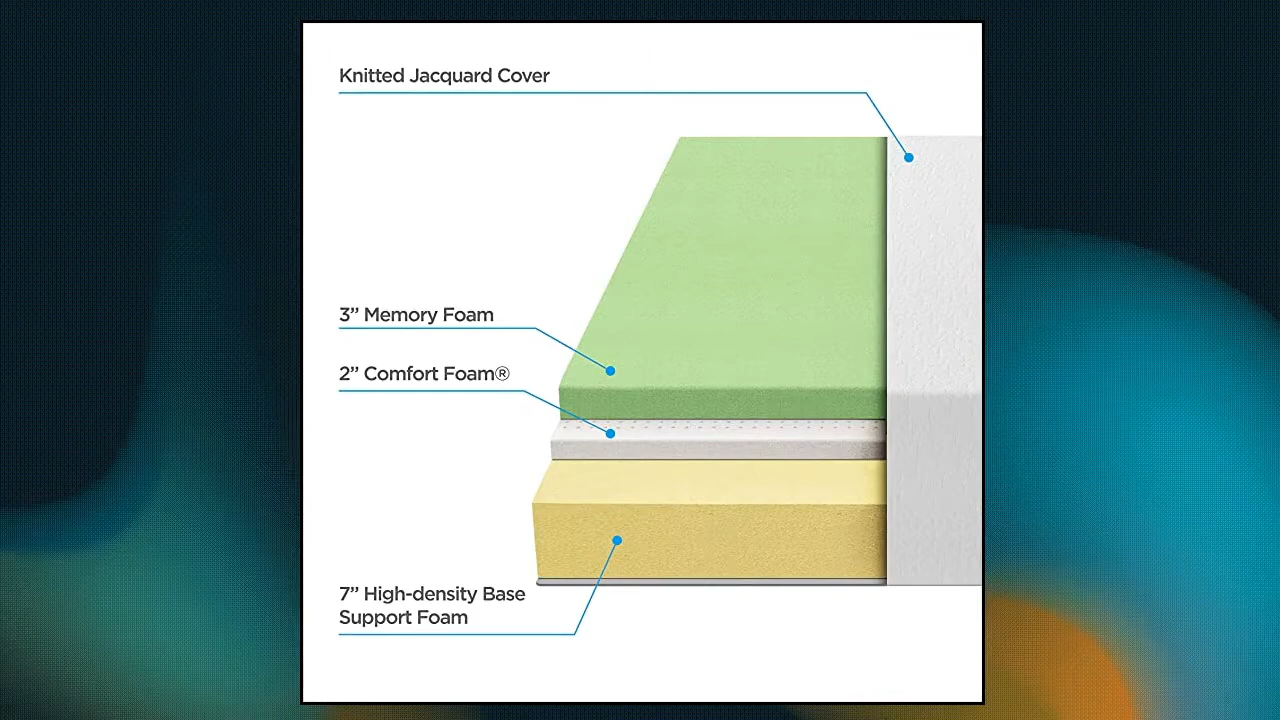 Knitted Jacquard Cover
3” Memory Foam
2” Comfort Foam®
7” High-density Base
Support Foam